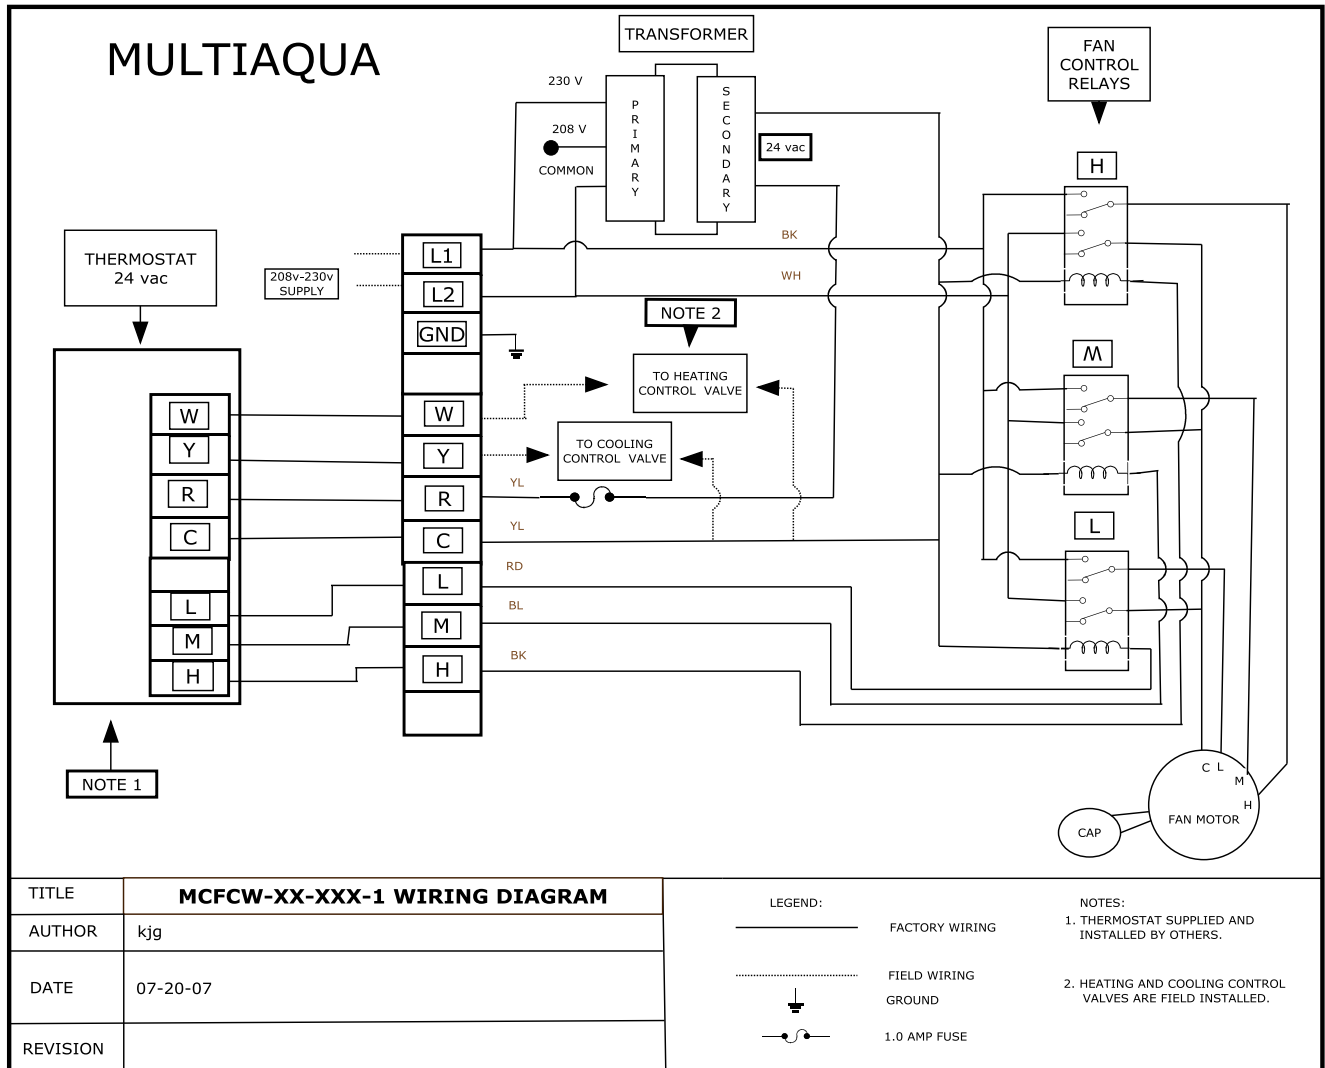 MULTIAQUA
TRANSFORMER
FAN
CONTROL
RELAYS
230 V
208 V
COMMON
PRIMARY
SECONDARY
24 vac
H
THERMOSTAT
24 vac
208v-230v
SUPPLY
L1
L2
GND
BK
WH
NOTE 2
TO HEATING
CONTROL VALVE
M
W
W
TO COOLING
CONTROL VALVE
Y
Y
YL
R
R
L
YL
C
C
RD
L
L
BL
M
M
BK
H
H
NOTE 1
C
L
M
H
FAN MOTOR
CAP
TITLE
MCFCW-XX-XXX-1 WIRING DIAGRAM
AUTHOR
kjg
DATE
07-20-07
REVISION
LEGEND:
FACTORY WIRING
FIELD WIRING
GROUND
1.0 AMP FUSE
NOTES:
1. THERMOSTAT SUPPLIED AND
INSTALLED BY OTHERS.
2. HEATING AND COOLING CONTROL
VALVES ARE FIELD INSTALLED.